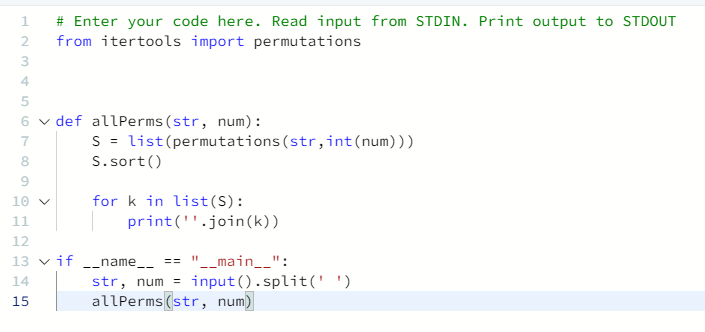 1 # Enter your code here. Read input from STDIN. Print output to STDOUT
2 from itertools import permutations
3
4
5
6 def allPerms(str, num):
7     S = list(permutations(str,int(num)))
8     S.sort()
9
10     for k in list(S):
11         print(''.join(k))
12
13 if __name__ == "__main__":
14     str, num = input().split(' ')
15     allPerms(str, num)